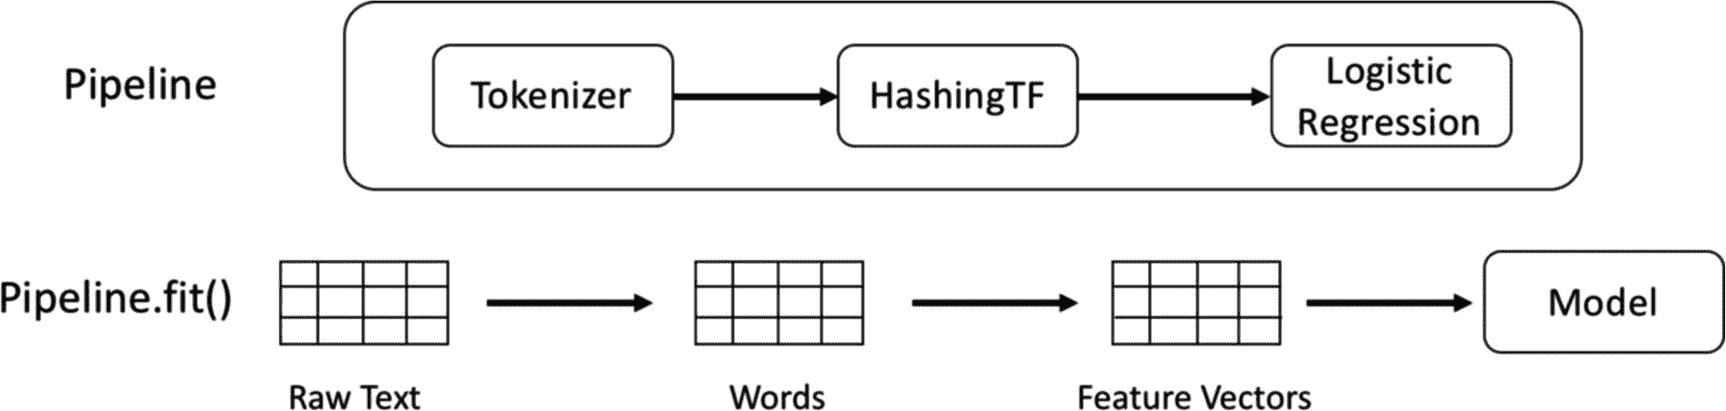 Pipeline
Tokenizer
HashingTF
Logistic
Regression
Pipeline.fit()
Model
Raw Text
Words
Feature Vectors